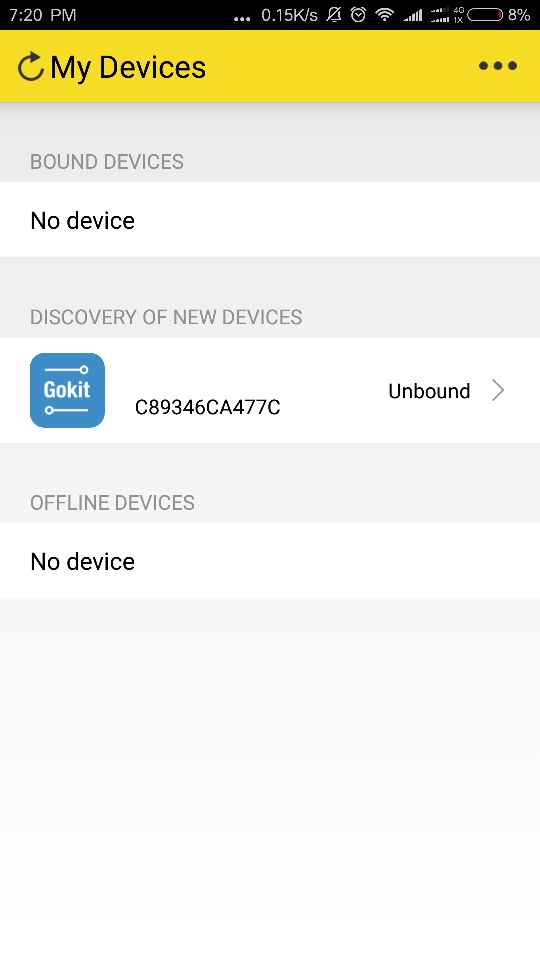 7:20 PM ... 0.15K/s 4G 1X 8%
My Devices
BOUND DEVICES
No device
DISCOVERY OF NEW DEVICES
Gokit
C89346CA477C
Unbound
OFFLINE DEVICES
No device